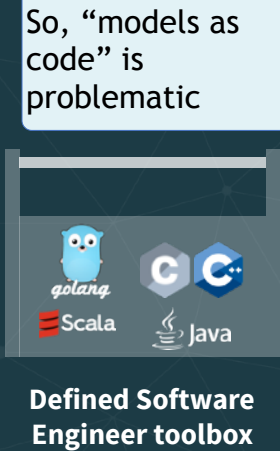 So, “models as
code” is
problematic
golang
C
C++
Scala
Java
Defined Software
Engineer toolbox